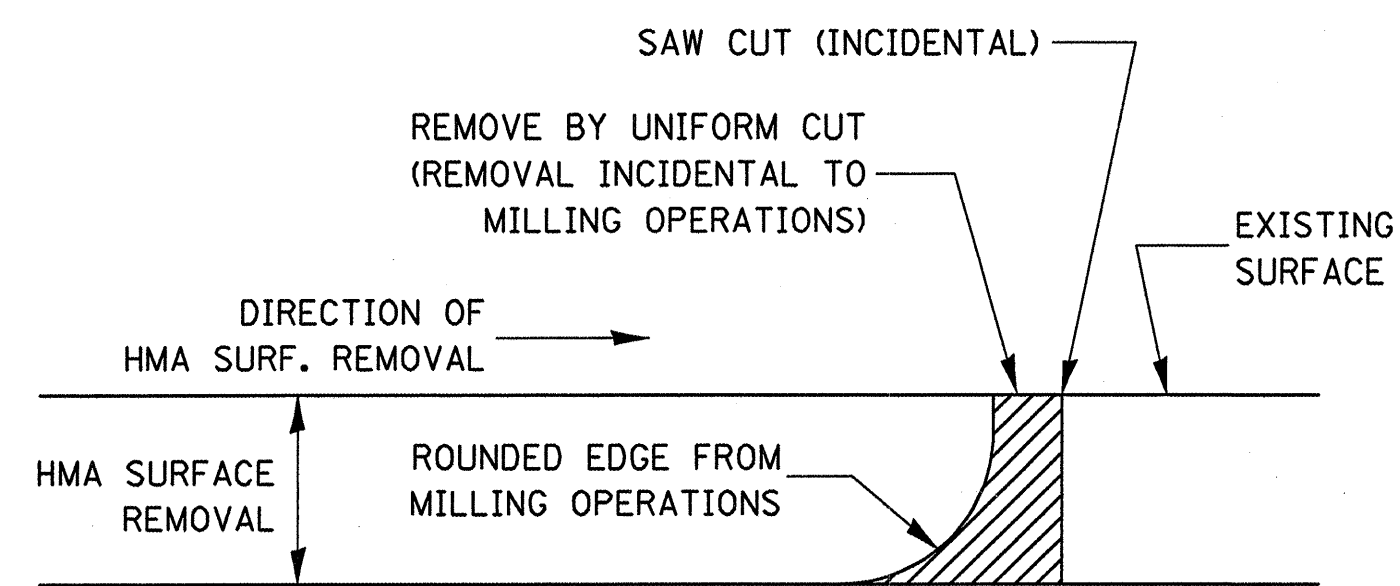 SAW CUT (INCIDENTAL)
REMOVE BY UNIFORM CUT
(REMOVAL INCIDENTAL TO
MILLING OPERATIONS)
EXISTING
SURFACE
DIRECTION OF
HMA SURF. REMOVAL
HMA SURFACE
REMOVAL
ROUNDED EDGE FROM
MILLING OPERATIONS